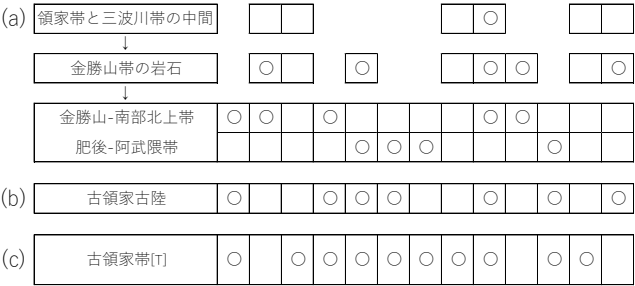 (a) 領家帯と三波川帯の中間 ○
↓
金勝山帯の岩石 ○ ○ ○ ○ ○
↓
金勝山-南部北上帯 ○ ○ ○ ○ ○
肥後-阿武隈帯 ○ ○ ○ ○
(b) 古領家古陸 ○ ○ ○ ○ ○ ○ ○
(c) 古領家帯[T] ○ ○ ○ ○ ○ ○ ○ ○ ○ ○